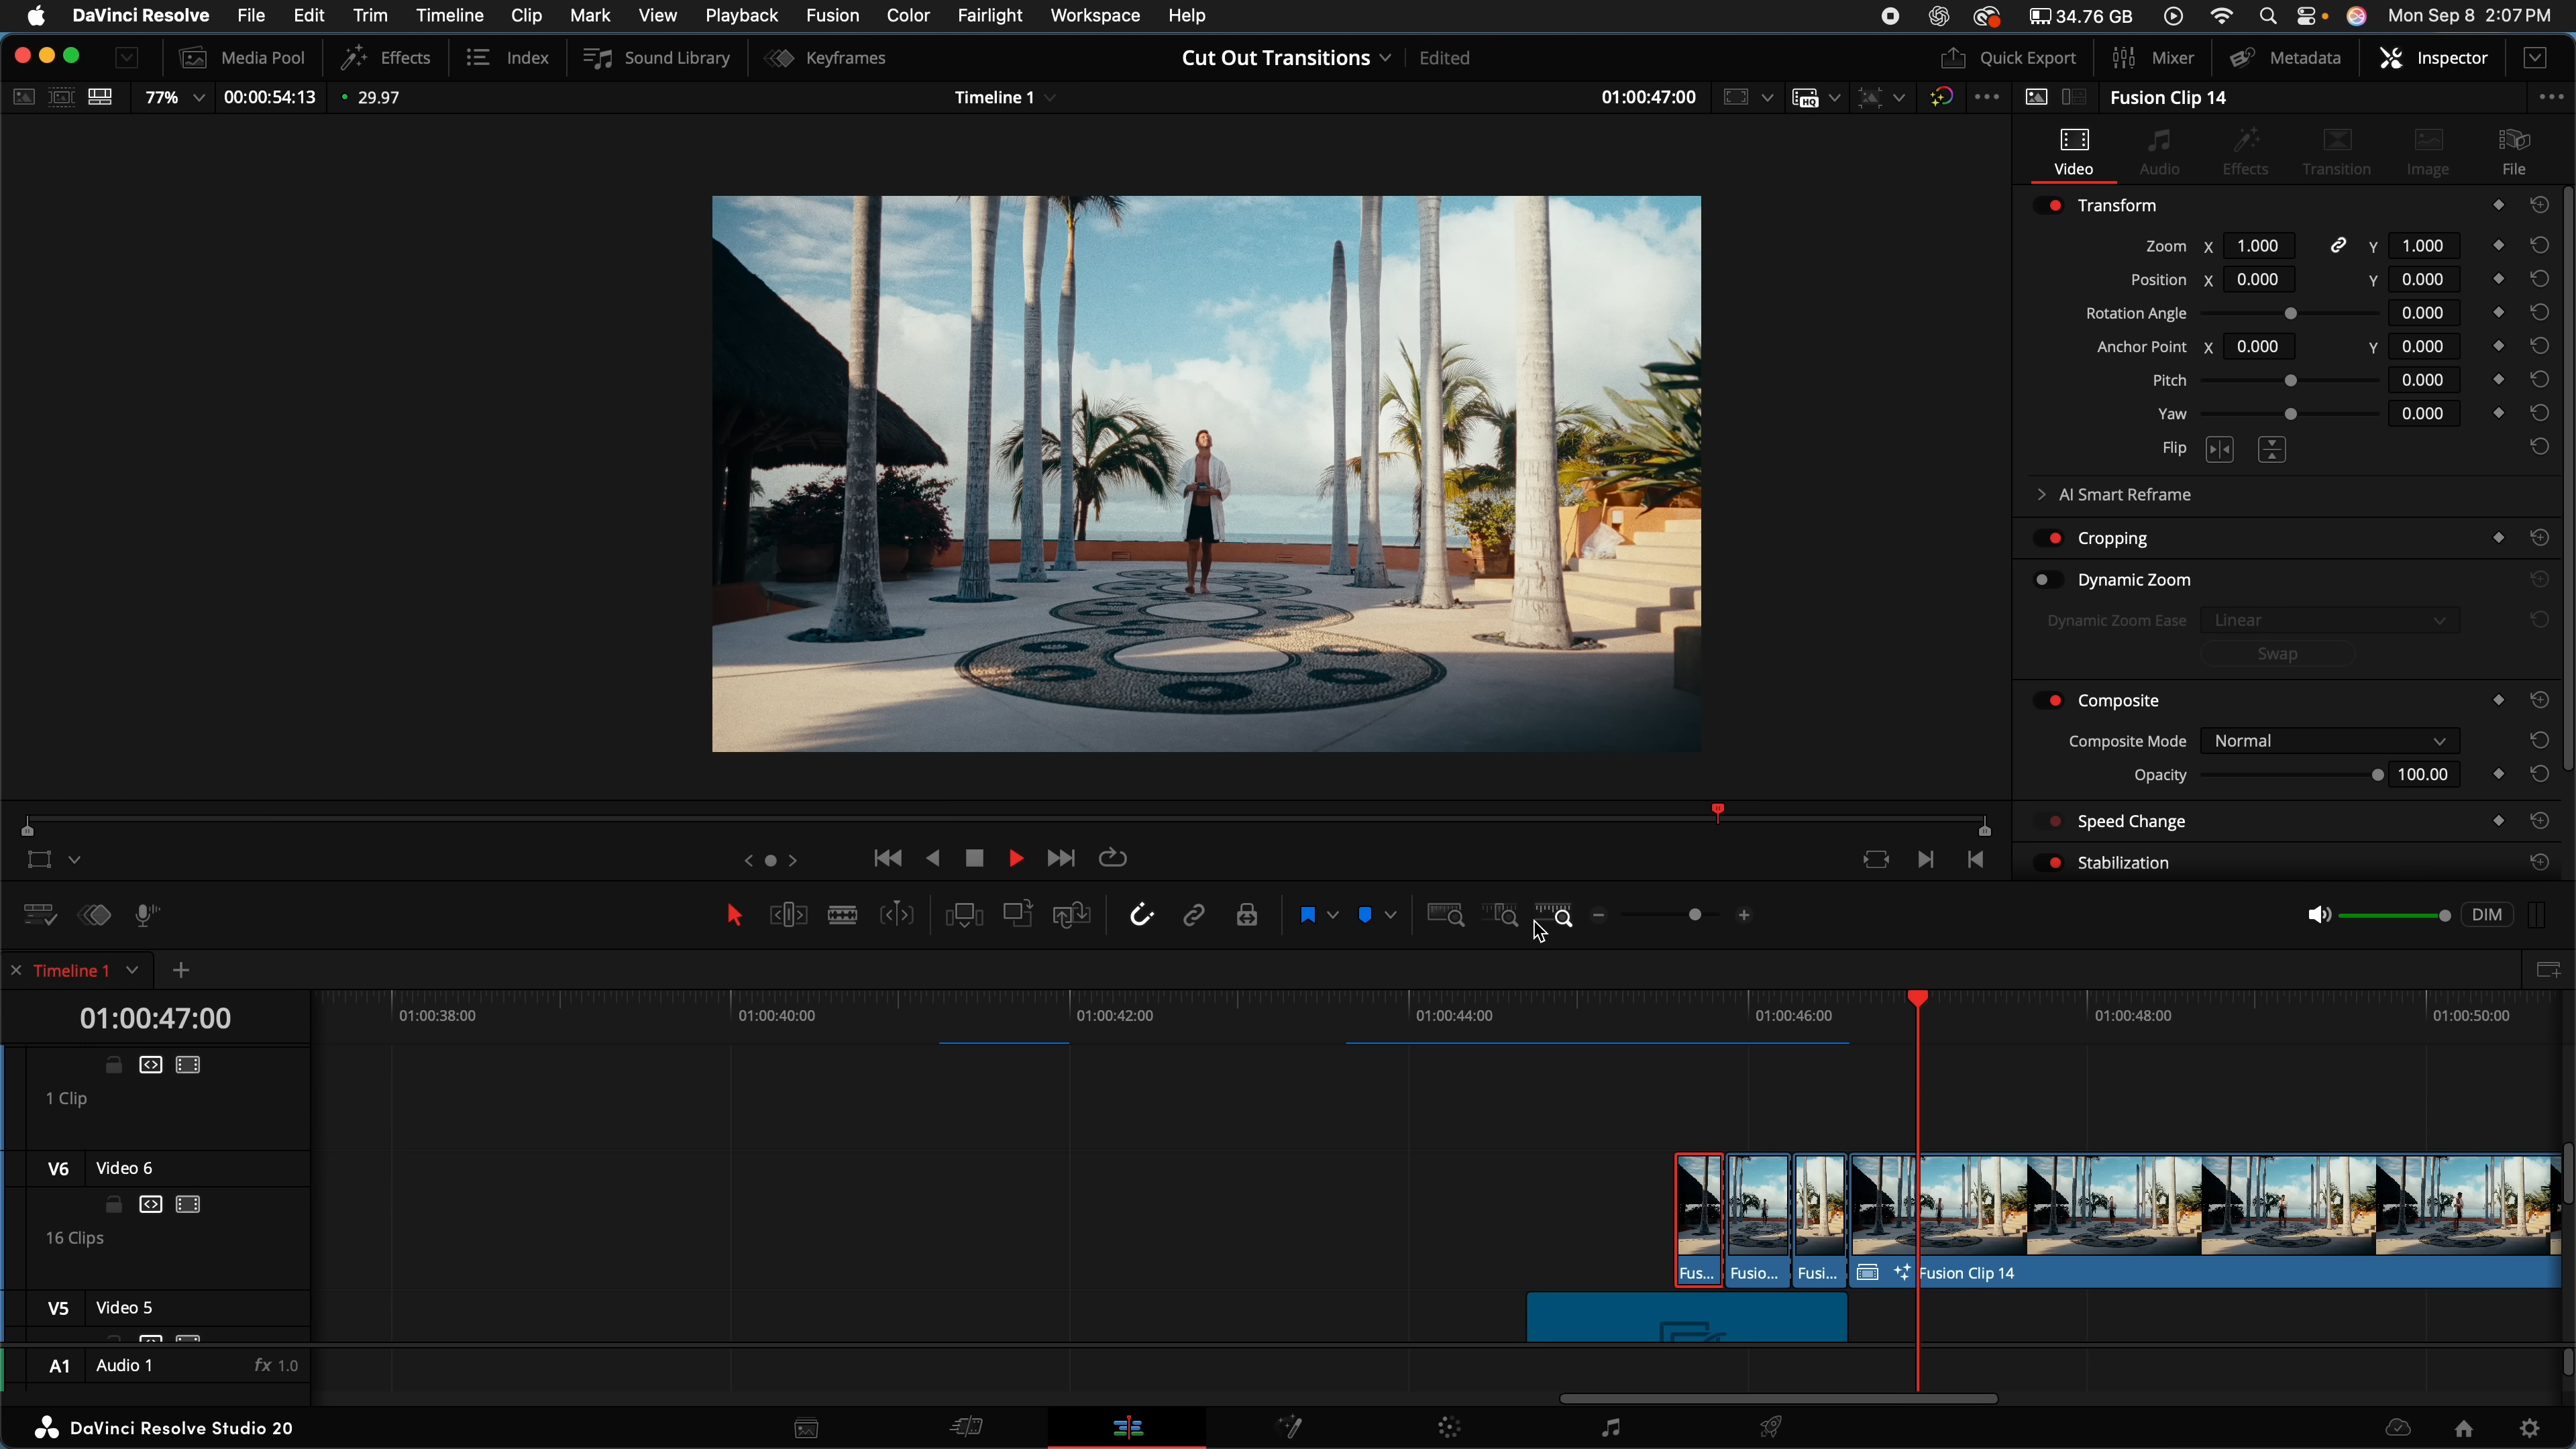 DaVinci Resolve File Edit Trim Timeline Clip Mark View Playback Fusion Color Fairlight Workspace Help 34.76 GB Mon Sep 8 2:07 PM
Media Pool Effects Index Sound Library Keyframes Cut Out Transitions Edited Quick Export Mixer Metadata Inspector
77% 00:00:54:13 29.97 Timeline 1 01:00:47:00 HQ Fusion Clip 14
Video Audio Effects Transition Image File
Transform
Zoom X 1.000 Y 1.000
Position X 0.000 Y 0.000
Rotation Angle 0.000
Anchor Point X 0.000 Y 0.000
Pitch 0.000
Yaw 0.000
Flip
AI Smart Reframe
Cropping
Dynamic Zoom
Dynamic Zoom Ease Linear
Swap
Composite
Composite Mode Normal
Opacity 100.00
Speed Change
Stabilization
DIM
Timeline 1
01:00:47:00 01:00:38:00 01:00:40:00 01:00:42:00 01:00:44:00 01:00:46:00 01:00:48:00 01:00:50:00
1 Clip
V6 Video 6
16 Clips
Fus... Fusio... Fusi... Fusion Clip 14
V5 Video 5
A1 Audio 1 fx 1.0
DaVinci Resolve Studio 20